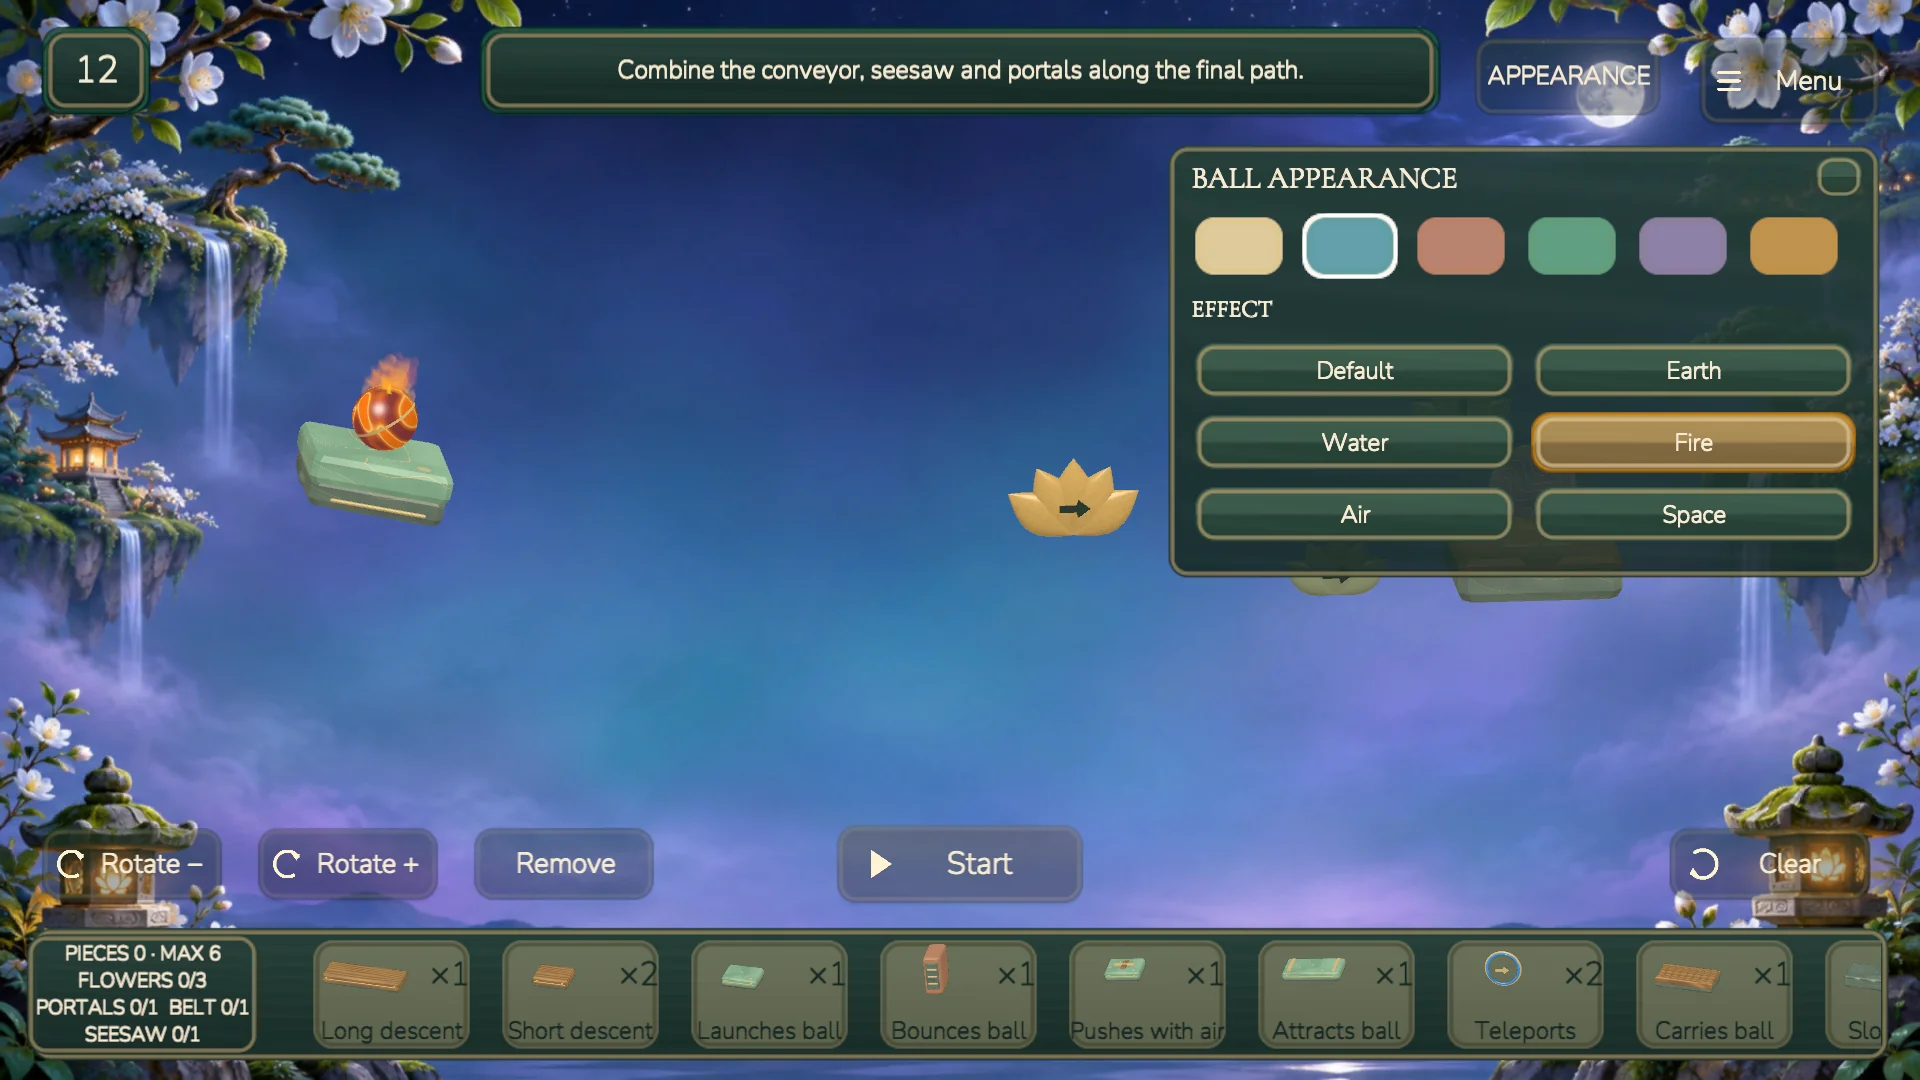 12
Combine the conveyor, seesaw and portals along the final path.
APPEARANCE
Menu
BALL APPEARANCE
EFFECT
Default
Earth
Water
Fire
Air
Space
Rotate –
Rotate +
Remove
Start
Clear
PIECES 0 · MAX 6
FLOWERS 0/3
PORTALS 0/1 BELT 0/1
SEESAW 0/1
×1
Long descent
×2
Short descent
×1
Launches ball
×1
Bounces ball
×1
Pushes with air
×1
Attracts ball
×2
Teleports
×1
Carries ball
Slo